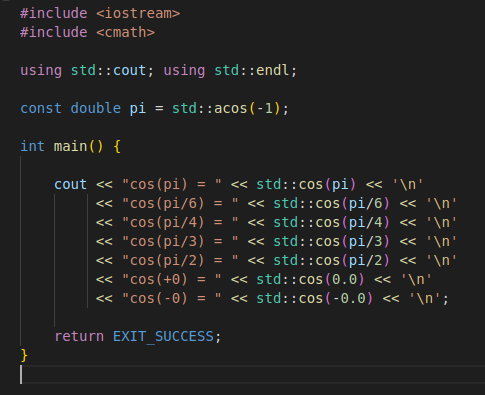 #include <iostream>
#include <cmath>
using std::cout; using std::endl;
const double pi = std::acos(-1);
int main() {
cout << "cos(pi) = " << std::cos(pi) << '\n'
<< "cos(pi/6) = " << std::cos(pi/6) << '\n'
<< "cos(pi/4) = " << std::cos(pi/4) << '\n'
<< "cos(pi/3) = " << std::cos(pi/3) << '\n'
<< "cos(pi/2) = " << std::cos(pi/2) << '\n'
<< "cos(+0) = " << std::cos(0.0) << '\n'
<< "cos(-0) = " << std::cos(-0.0) << '\n';
return EXIT_SUCCESS;
}